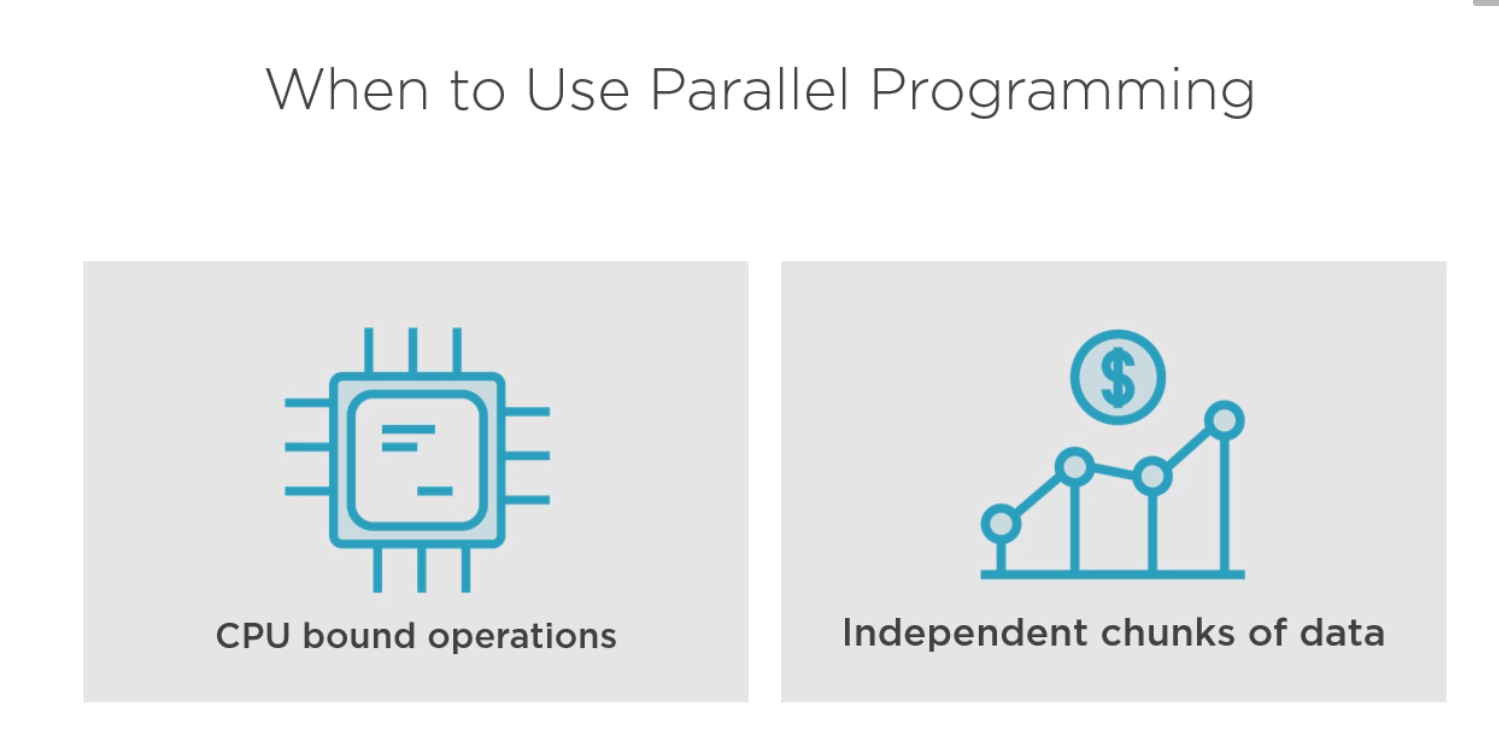 When to Use Parallel Programming
CPU bound operations
$
Independent chunks of data